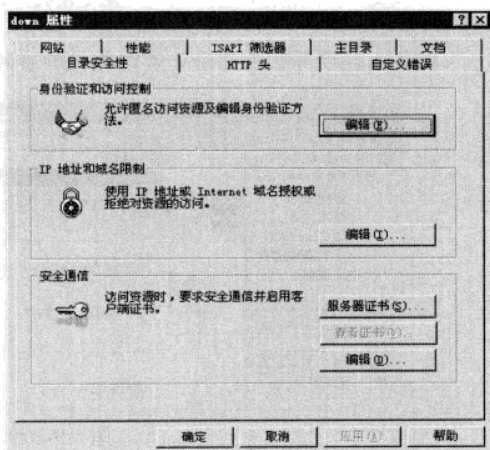 down 属性
网站 性能 ISAPI 筛选器 主目录 文档
目录安全性 HTTP 头 自定义错误
身份验证和访问控制
允许匿名访问资源及编辑身份验证方
法。
编辑(E)...
IP 地址和域名限制
使用 IP 地址或 Internet 域名授权或
拒绝对资源的访问。
编辑(I)...
安全通信
访问资源时，要求安全通信并启用客
户端证书。
服务器证书(S)...
查看证书(V)...
编辑(D)...
确定 取消 应用(A) 帮助